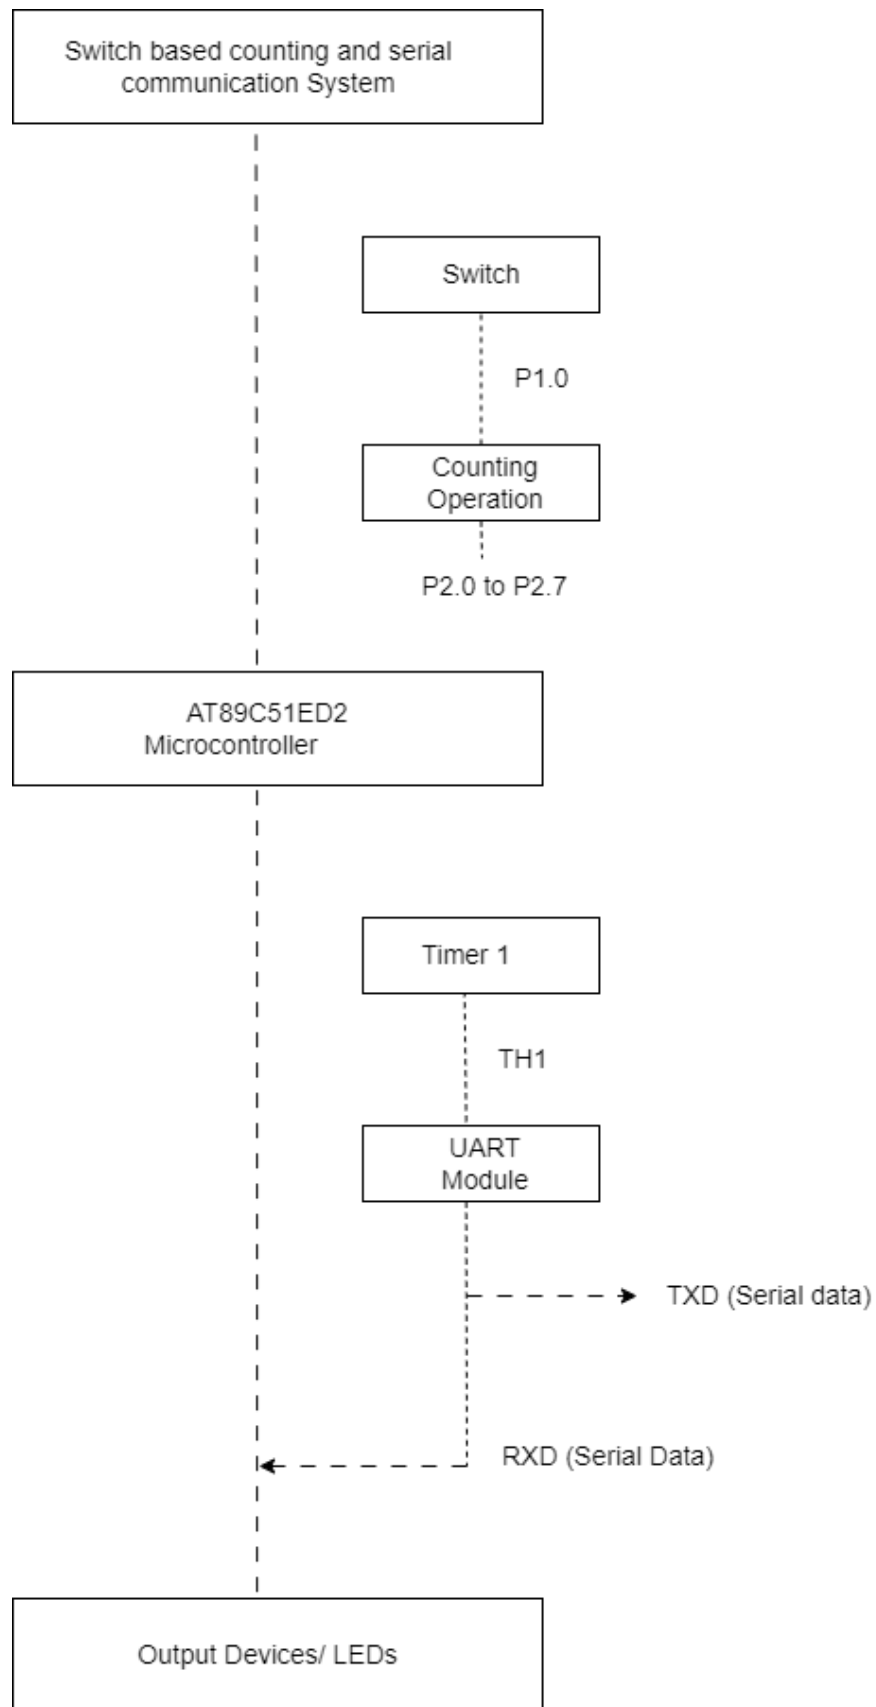 Switch based counting and serial
communication System
Switch
P1.0
Counting
Operation
P2.0 to P2.7
AT89C51ED2
Microcontroller
Timer 1
TH1
UART
Module
TXD (Serial data)
RXD (Serial Data)
Output Devices/ LEDs